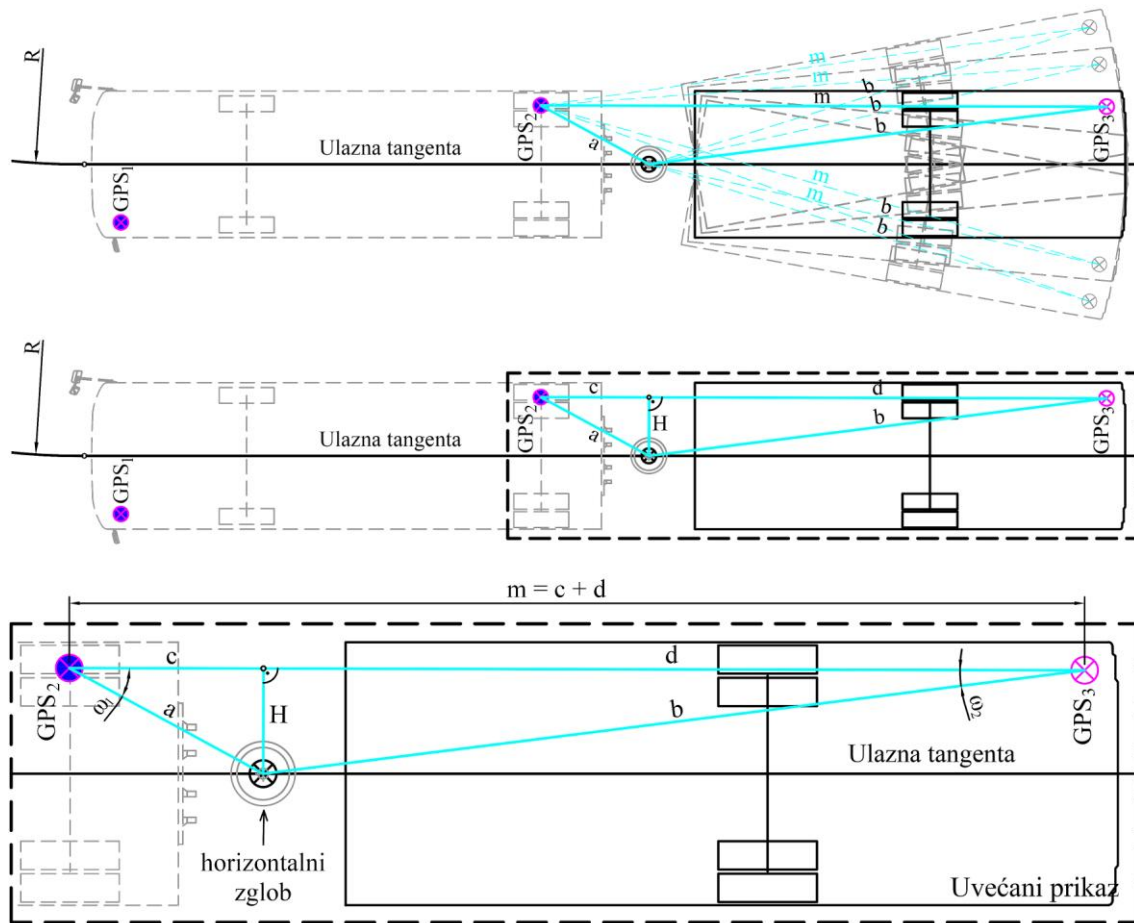 R
Ulazna tangenta
GPS1
GPS2
a
m
m
m
b
b
b
m
m
b
GPS3
R
Ulazna tangenta
GPS1
GPS2
c
a
H
d
b
GPS3
m = c + d
c
d
GPS2
ω1
a
H
b
ω2
GPS3
Ulazna tangenta
horizontalni
zglob
Uvećani prikaz